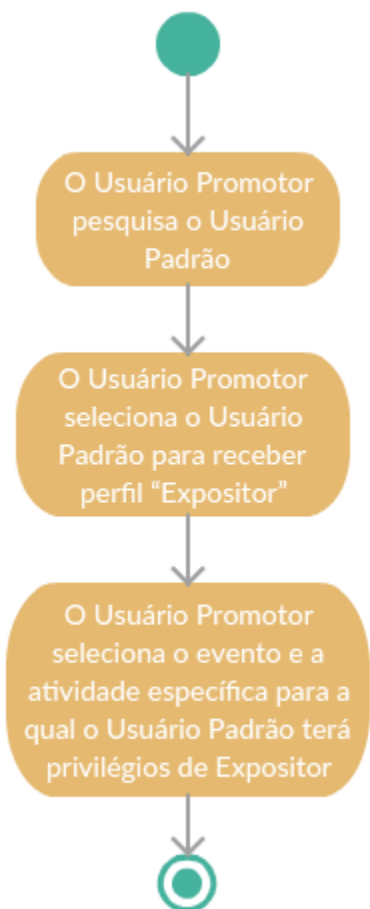 O Usuário Promotor
pesquisa o Usuário
Padrão
O Usuário Promotor
seleciona o Usuário
Padrão para receber
perfil “Expositor”
O Usuário Promotor
seleciona o evento e a
atividade específica para a
qual o Usuário Padrão terá
privilégios de Expositor